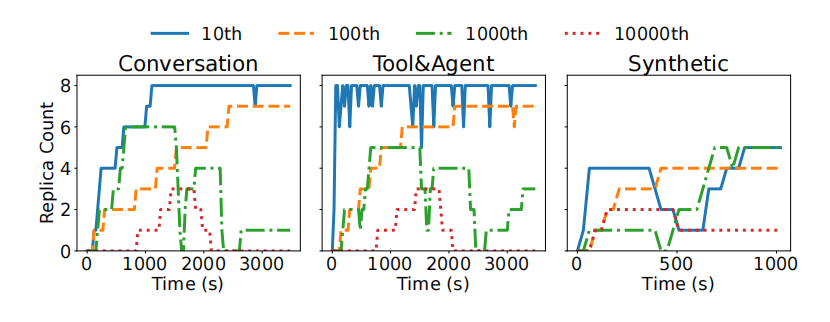 10th 100th 1000th 10000th
Conversation Tool&Agent Synthetic
Replica Count
8
6
4
2
0
0 1000 2000 3000 0 1000 2000 3000 0 500 1000
Time (s) Time (s) Time (s)